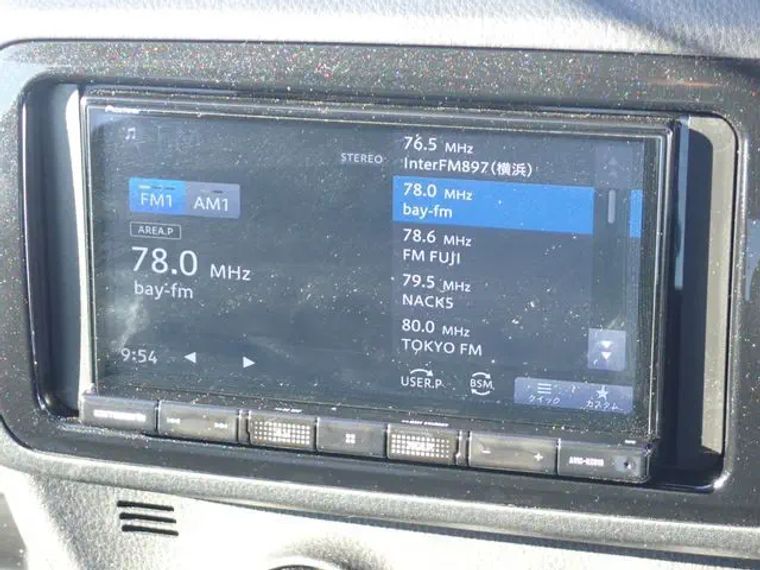 STEREO
FM1 AM1
AREA.P
78.0 MHz
bay-fm
9:54
76.5 MHz
InterFM897(横浜)
78.0 MHz
bay-fm
78.6 MHz
FM FUJI
79.5 MHz
NACK5
80.0 MHz
TOKYO FM
USER.P BSM
クイック カスタム